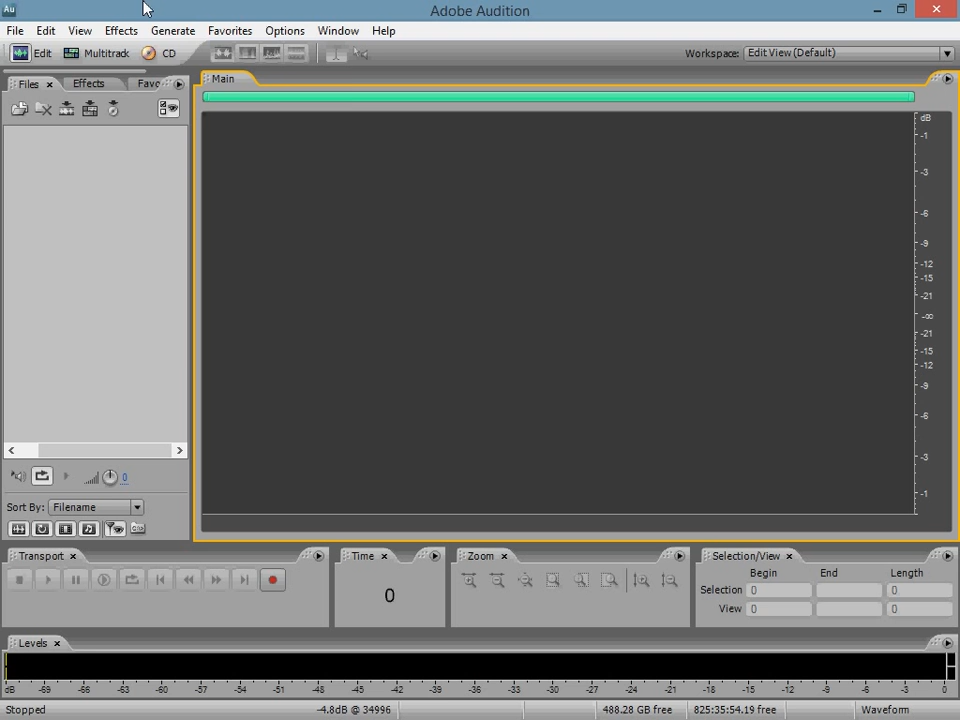 Au Adobe Audition
File Edit View Effects Generate Favorites Options Window Help
Edit Multitrack CD Workspace: Edit View (Default)
Files Effects Favo Main
dB
-1
-3
-6
-9
-12
-15
-21
-∞
-21
-15
-12
-9
-6
-3
-1
0
Sort By: Filename
Transport Time Zoom Selection/View
Begin End Length
Selection 0 0
View 0 0
0
Levels
dB -69 -66 -63 -60 -57 -54 -51 -48 -45 -42 -39 -36 -33 -30 -27 -24 -21 -18 -15 -12 -9 -6 -3 0
Stopped -4.8dB @ 34996 488.28 GB free 825:35:54.19 free Waveform